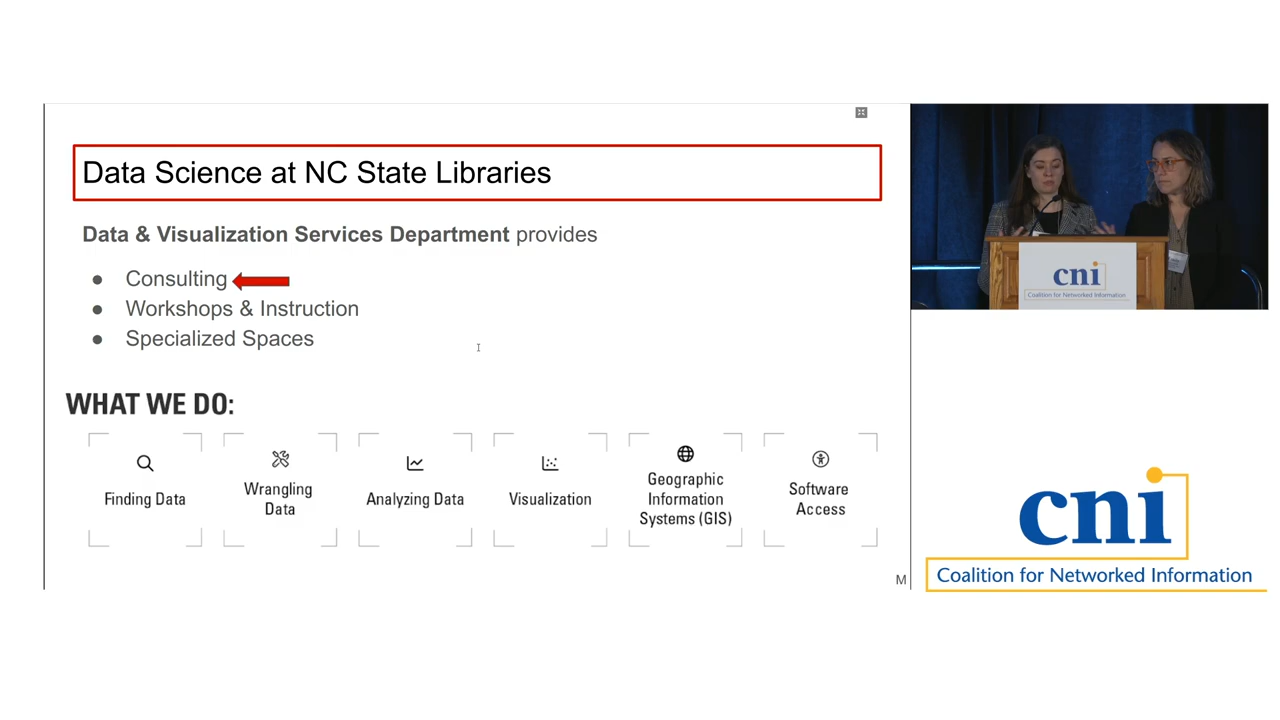 Data Science at NC State Libraries
Data & Visualization Services Department provides
● Consulting
● Workshops & Instruction
● Specialized Spaces
WHAT WE DO:
Finding Data
Wrangling
Data
Analyzing Data
Visualization
Geographic
Information
Systems (GIS)
Software
Access
M
cni
Coalition for Networked Information
cni
Coalition for Networked Information